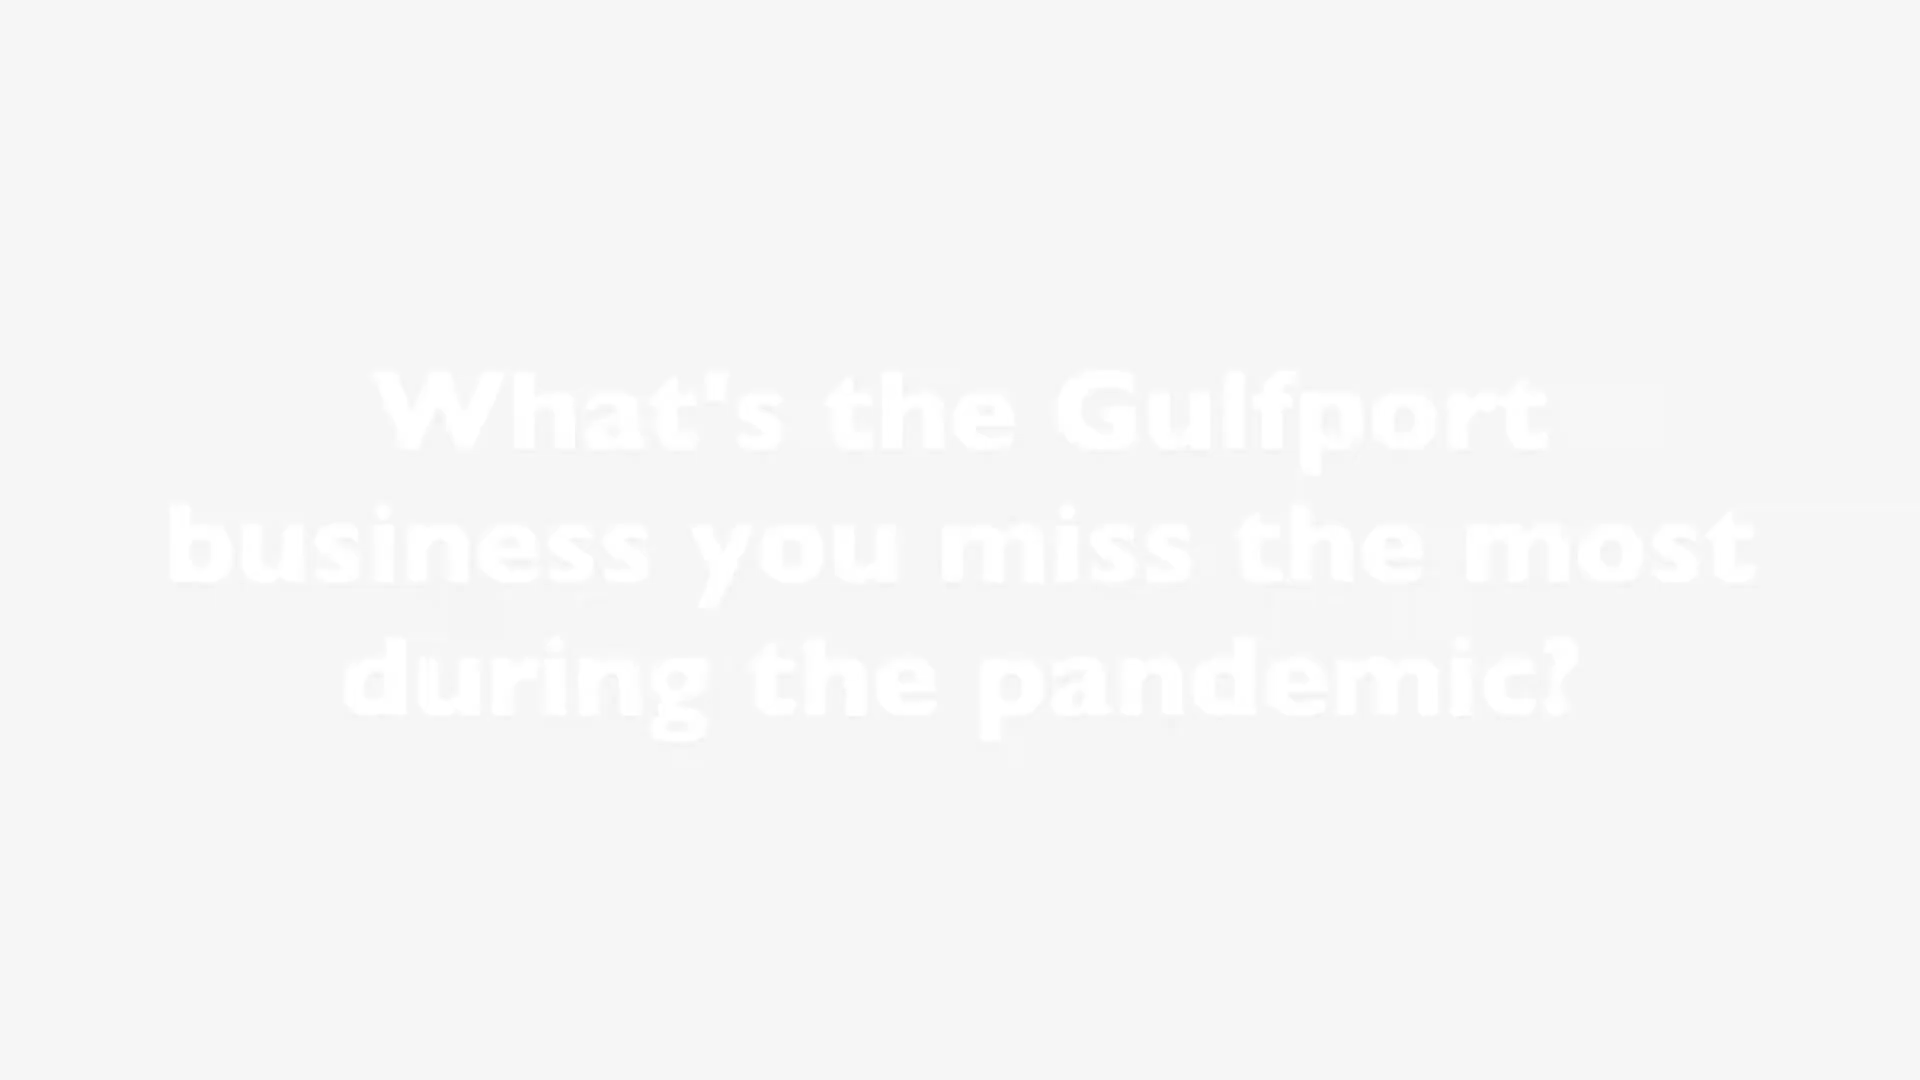 What's the Gulfport
business you miss the most
during the pandemic?